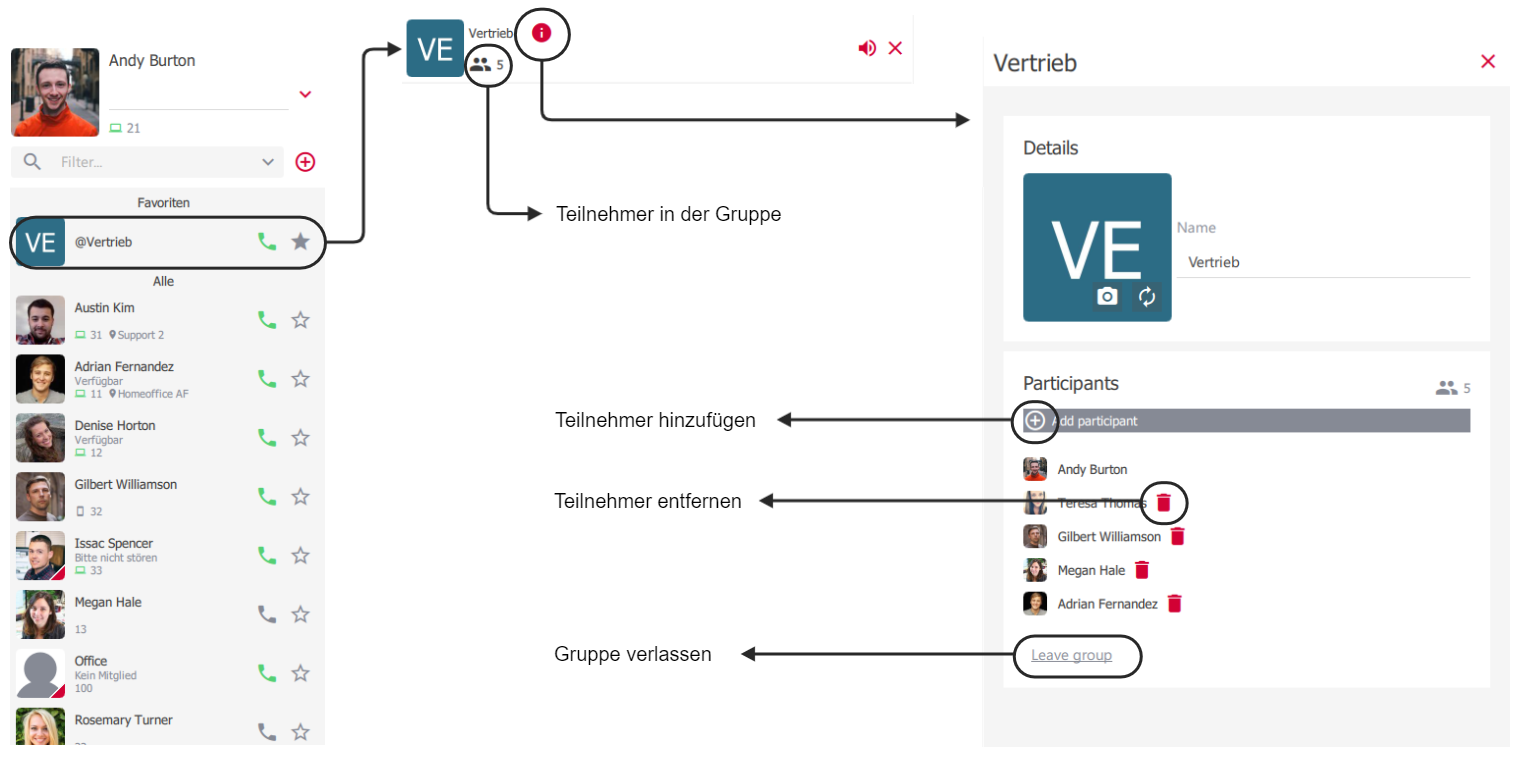 Andy Burton
21
Filter...
Favoriten
VE
@Vertrieb
Alle
Austin Kim
31 Support 2
Adrian Fernandez
Verfügbar
11 Homeoffice AF
Denise Horton
Verfügbar
12
Gilbert Williamson
32
Issac Spencer
Bitte nicht stören
33
Megan Hale
13
Office
Kein Mitglied
100
Rosemary Turner
VE
Vertrieb
5
Teilnehmer in der Gruppe
Teilnehmer hinzufügen
Teilnehmer entfernen
Gruppe verlassen
Vertrieb
Details
VE
Name
Vertrieb
Participants
5
Add participant
Andy Burton
Teresa Thomas
Gilbert Williamson
Megan Hale
Adrian Fernandez
Leave group